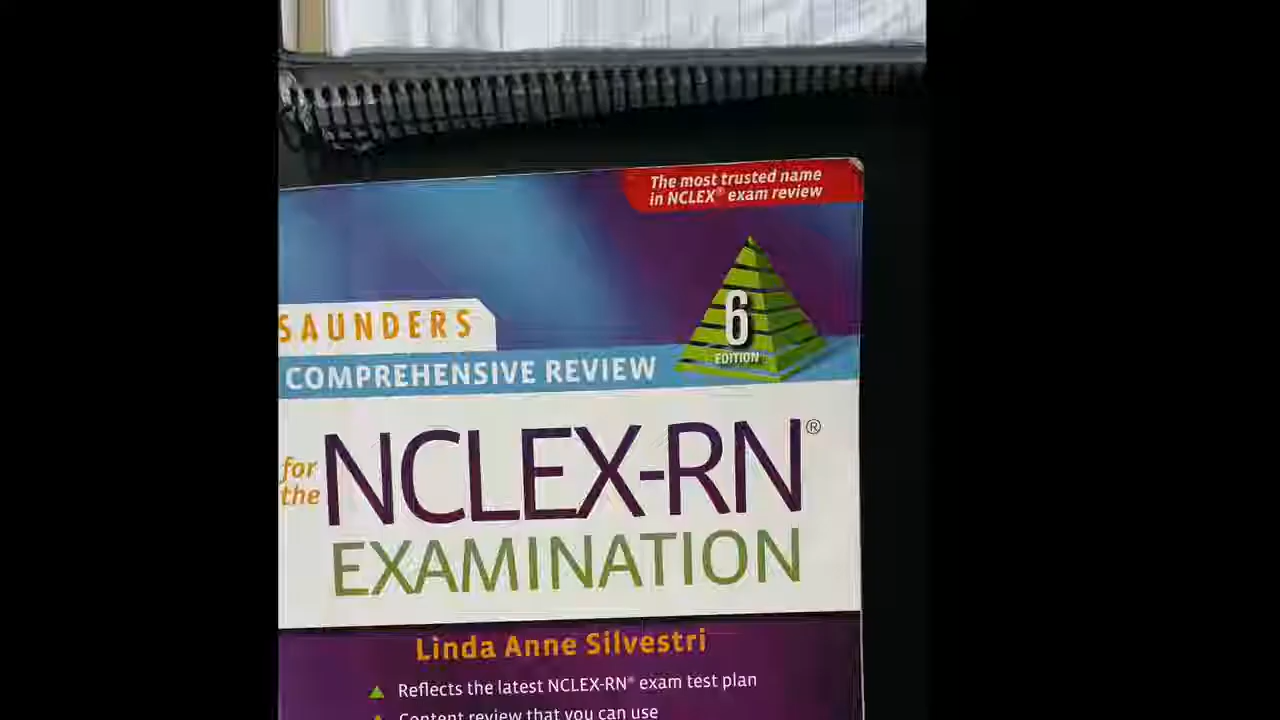 The most trusted name
in NCLEX® exam review
6
EDITION
SAUNDERS
COMPREHENSIVE REVIEW
for the NCLEX-RN®
EXAMINATION
Linda Anne Silvestri
Reflects the latest NCLEX-RN® exam test plan
Content review that you can use